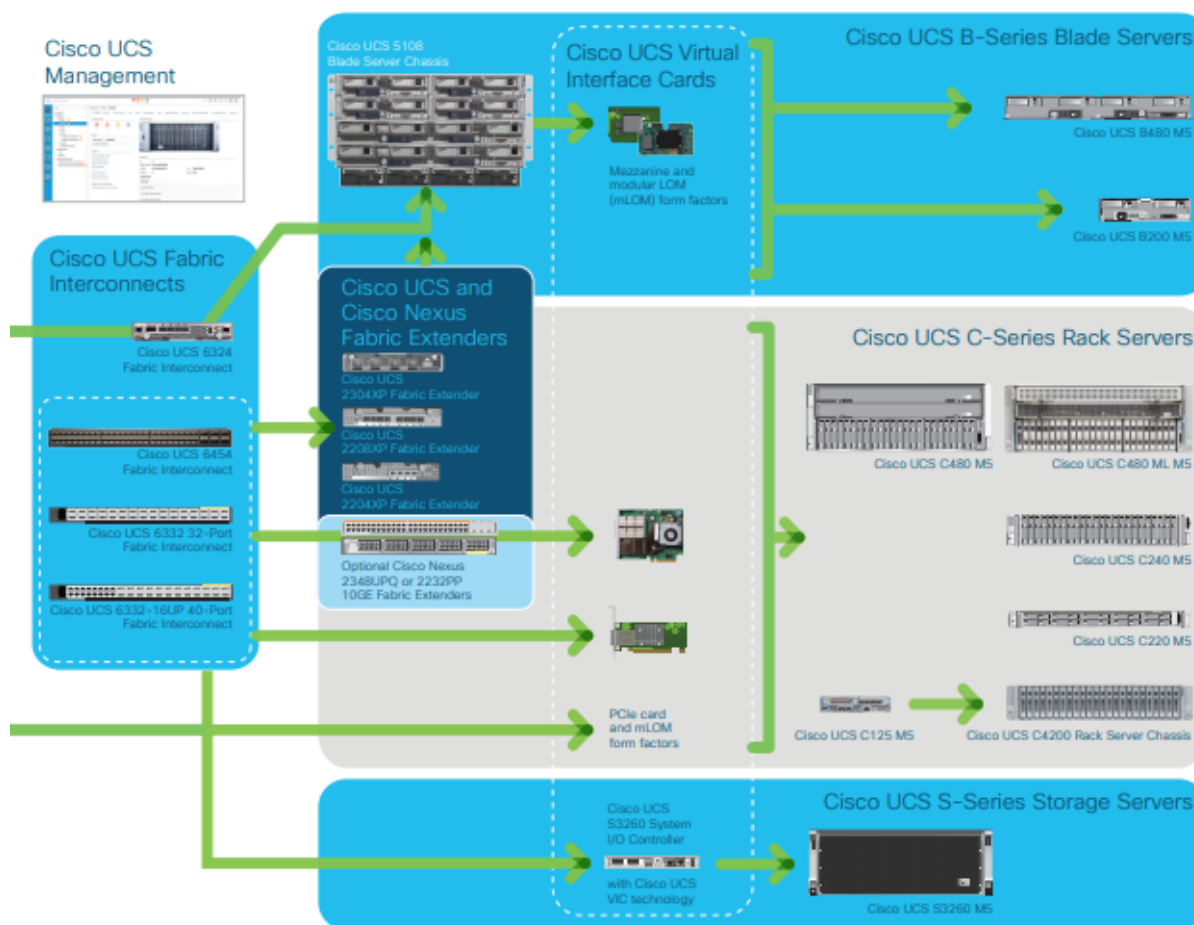 Cisco UCS
Management
Cisco UCS 5108
Blade Server Chassis
Cisco UCS Virtual
Interface Cards
Mezzanine and
modular LOM
(mLOM) form factors
Cisco UCS B-Series Blade Servers
Cisco UCS B480 M5
Cisco UCS B200 M5
Cisco UCS Fabric
Interconnects
Cisco UCS 6324
Fabric Interconnect
Cisco UCS 6454
Fabric Interconnect
Cisco UCS 6332 32-Port
Fabric Interconnect
Cisco UCS 6332-16UP 40-Port
Fabric Interconnect
Cisco UCS and
Cisco Nexus
Fabric Extenders
Cisco UCS
2304XP Fabric Extender
Cisco UCS
2208XP Fabric Extender
Cisco UCS
2204XP Fabric Extender
Optional Cisco Nexus
2348UPQ or 2232PP
10GE Fabric Extenders
PCIe card
and mLOM
form factors
Cisco UCS C-Series Rack Servers
Cisco UCS C480 M5
Cisco UCS C480 ML M5
Cisco UCS C240 M5
Cisco UCS C220 M5
Cisco UCS C125 M5
Cisco UCS C4200 Rack Server Chassis
Cisco UCS S-Series Storage Servers
Cisco UCS
S3260 System
I/O Controller
with Cisco UCS
VIC technology
Cisco UCS S3260 M5